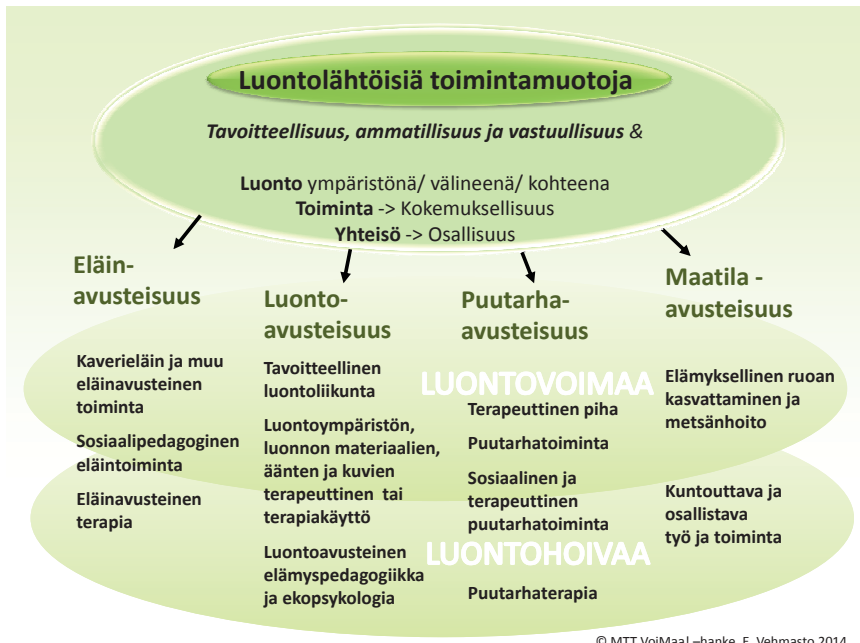 Luontolähtöisiä toimintamuotoja
Tavoitteellisuus, ammatillisuus ja vastuullisuus &
Luonto ympäristönä/ välineenä/ kohteena
Toiminta -> Kokemuksellisuus
Yhteisö -> Osallisuus
Eläin-
avusteisuus
Kaverieläin ja muu
eläinavusteinen
toiminta
Sosiaalipedagoginen
eläintoiminta
Eläinavusteinen
terapia
Luonto-
avusteisuus
Tavoitteellinen
luontoliikunta
Luontoympäristön,
luonnon materiaalien,
äänten ja kuvien
terapeuttinen tai
terapiakäyttö
Luontoavusteinen
elämyspedagogiikka
ja ekopsykologia
Puutarha-
avusteisuus
LUONTOVOIMAA
Terapeuttinen piha
Puutarhatoiminta
Sosiaalinen ja
terapeuttinen
puutarhatoiminta
LUONTOHOIVAA
Puutarhaterapia
Maatila -
avusteisuus
Elämyksellinen ruoan
kasvattaminen ja
metsänhoito
Kuntouttava ja
osallistava
työ ja toiminta
© MTT VoiMaa! –hanke, E. Vehmasto 2014